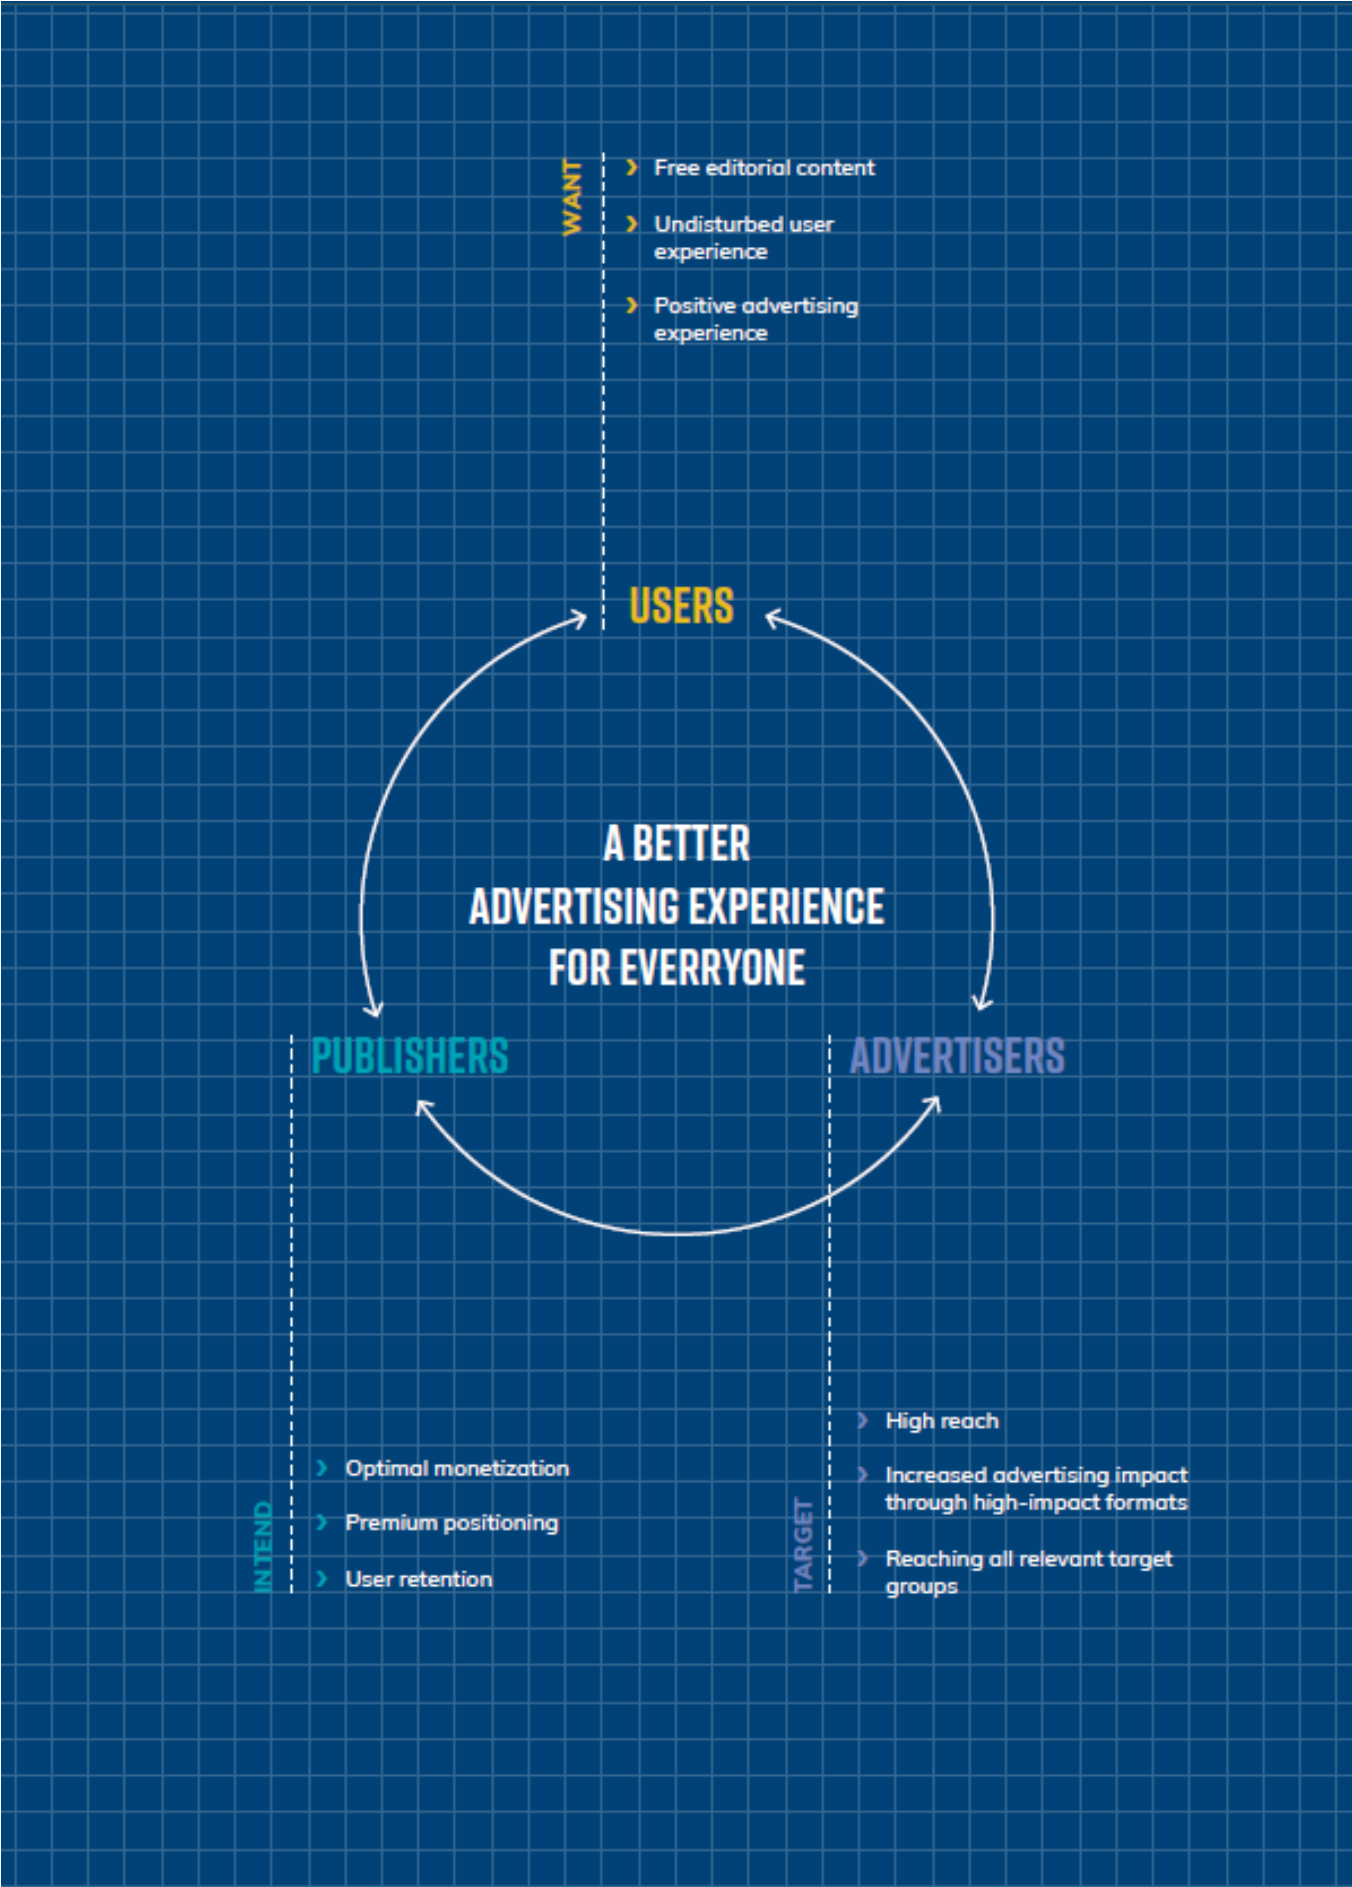 WANT
Free editorial content
Undisturbed user
experience
Positive advertising
experience
USERS
A BETTER
ADVERTISING EXPERIENCE
FOR EVERRYONE
PUBLISHERS
ADVERTISERS
INTEND
Optimal monetization
Premium positioning
User retention
TARGET
High reach
Increased advertising impact
through high-impact formats
Reaching all relevant target
groups